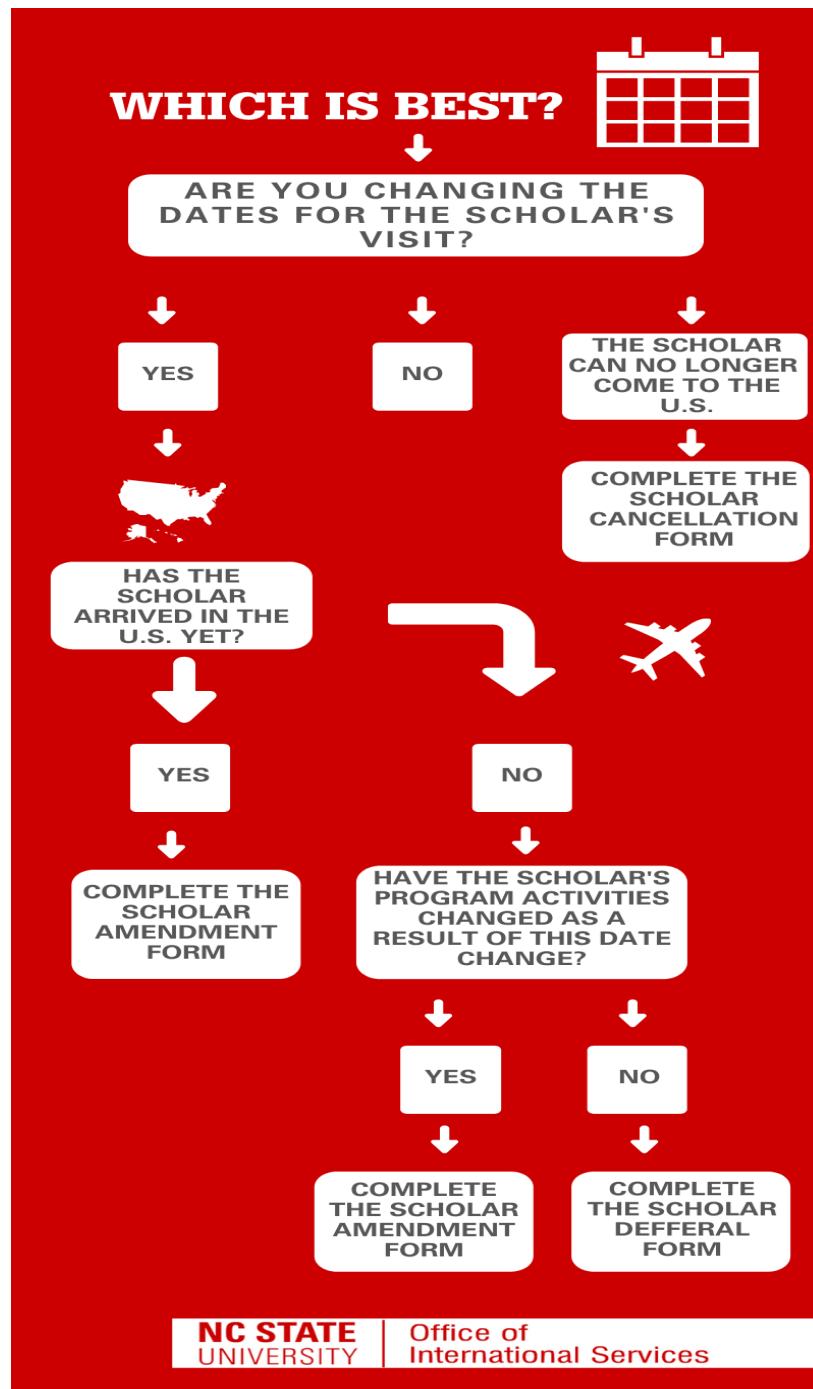 WHICH IS BEST?
ARE YOU CHANGING THE
DATES FOR THE SCHOLAR'S
VISIT?
YES
NO
THE SCHOLAR
CAN NO LONGER
COME TO THE
U.S.
COMPLETE THE
SCHOLAR
CANCELLATION
FORM
HAS THE
SCHOLAR
ARRIVED IN THE
U.S. YET?
YES
NO
COMPLETE THE
SCHOLAR
AMENDMENT
FORM
HAVE THE SCHOLAR'S
PROGRAM ACTIVITIES
CHANGED AS A
RESULT OF THIS DATE
CHANGE?
YES
NO
COMPLETE
THE SCHOLAR
AMENDMENT
FORM
COMPLETE
THE SCHOLAR
DEFFERAL
FORM
NC STATE
UNIVERSITY
Office of
International Services